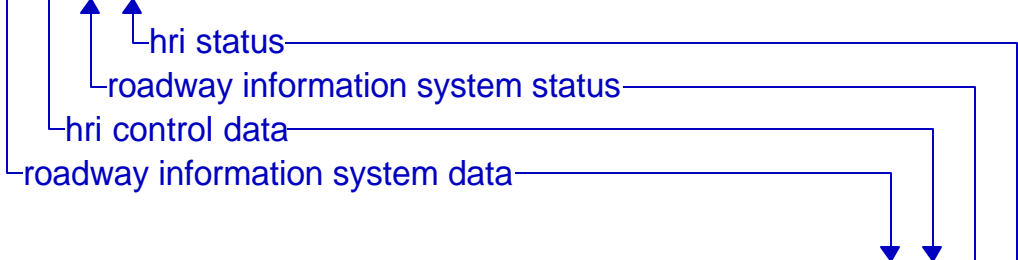 hri status
roadway information system status
hri control data
roadway information system data